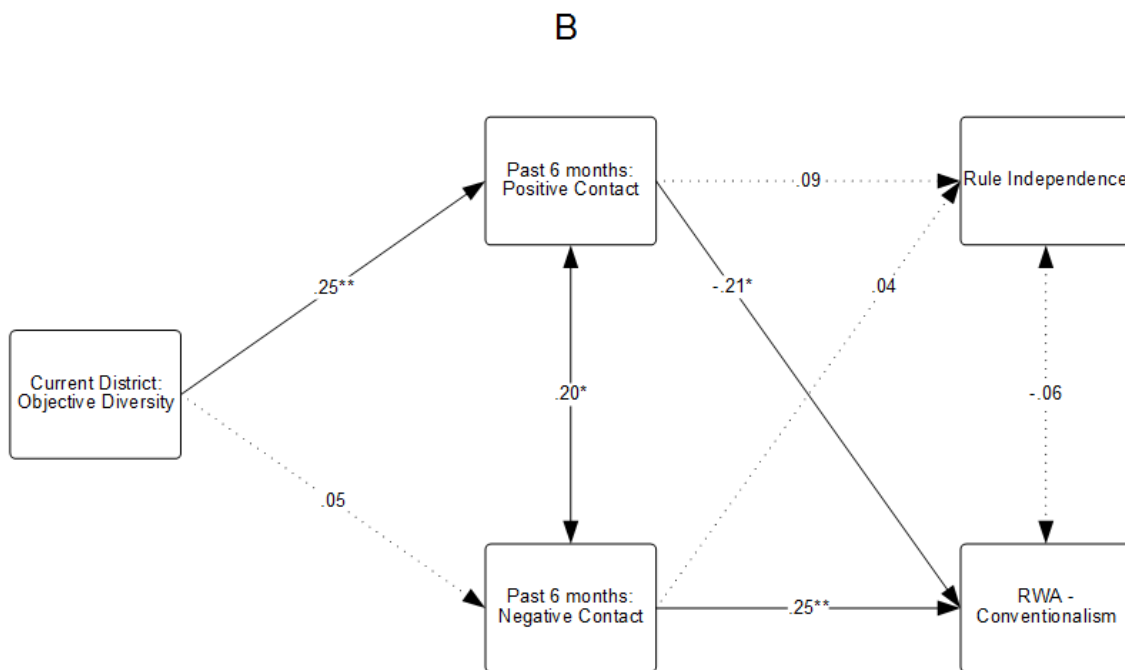 B
Past 6 months:
Positive Contact
.09
Rule Independence
.25**
-.21*
.04
Current District:
Objective Diversity
.20*
-.06
.05
Past 6 months:
Negative Contact
.25**
RWA -
Conventionalism